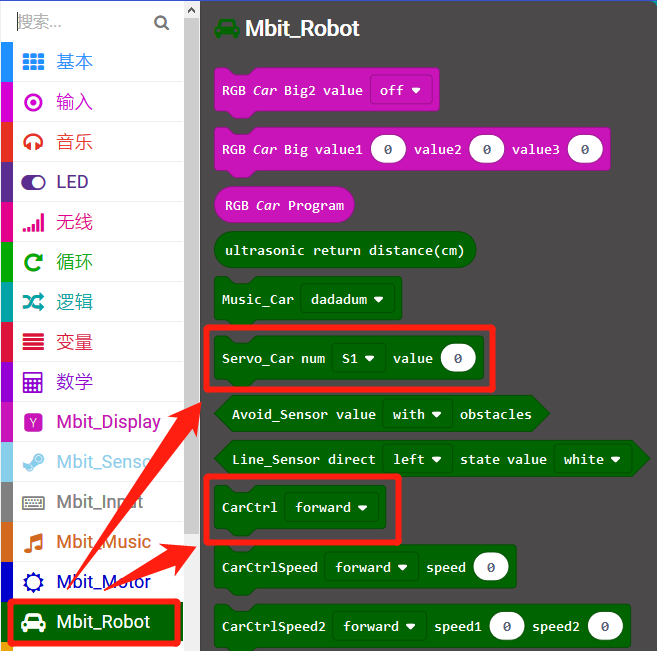 搜索...
基本
输入
音乐
LED
无线
循环
逻辑
变量
数学
Y Mbit_Display
Mbit_Senso
Mbit_Input
Mbit_Music
Mbit_Motor
Mbit_Robot
Mbit_Robot
RGB Car Big2 value off
RGB Car Big value1 0 value2 0 value3 0
RGB Car Program
ultrasonic return distance(cm)
Music_Car dadadum
Servo_Car num S1 value 0
Avoid_Sensor value with obstacles
Line_Sensor direct left state value white
CarCtrl forward
CarCtrlSpeed forward speed 0
CarCtrlSpeed2 forward speed1 0 speed2 0